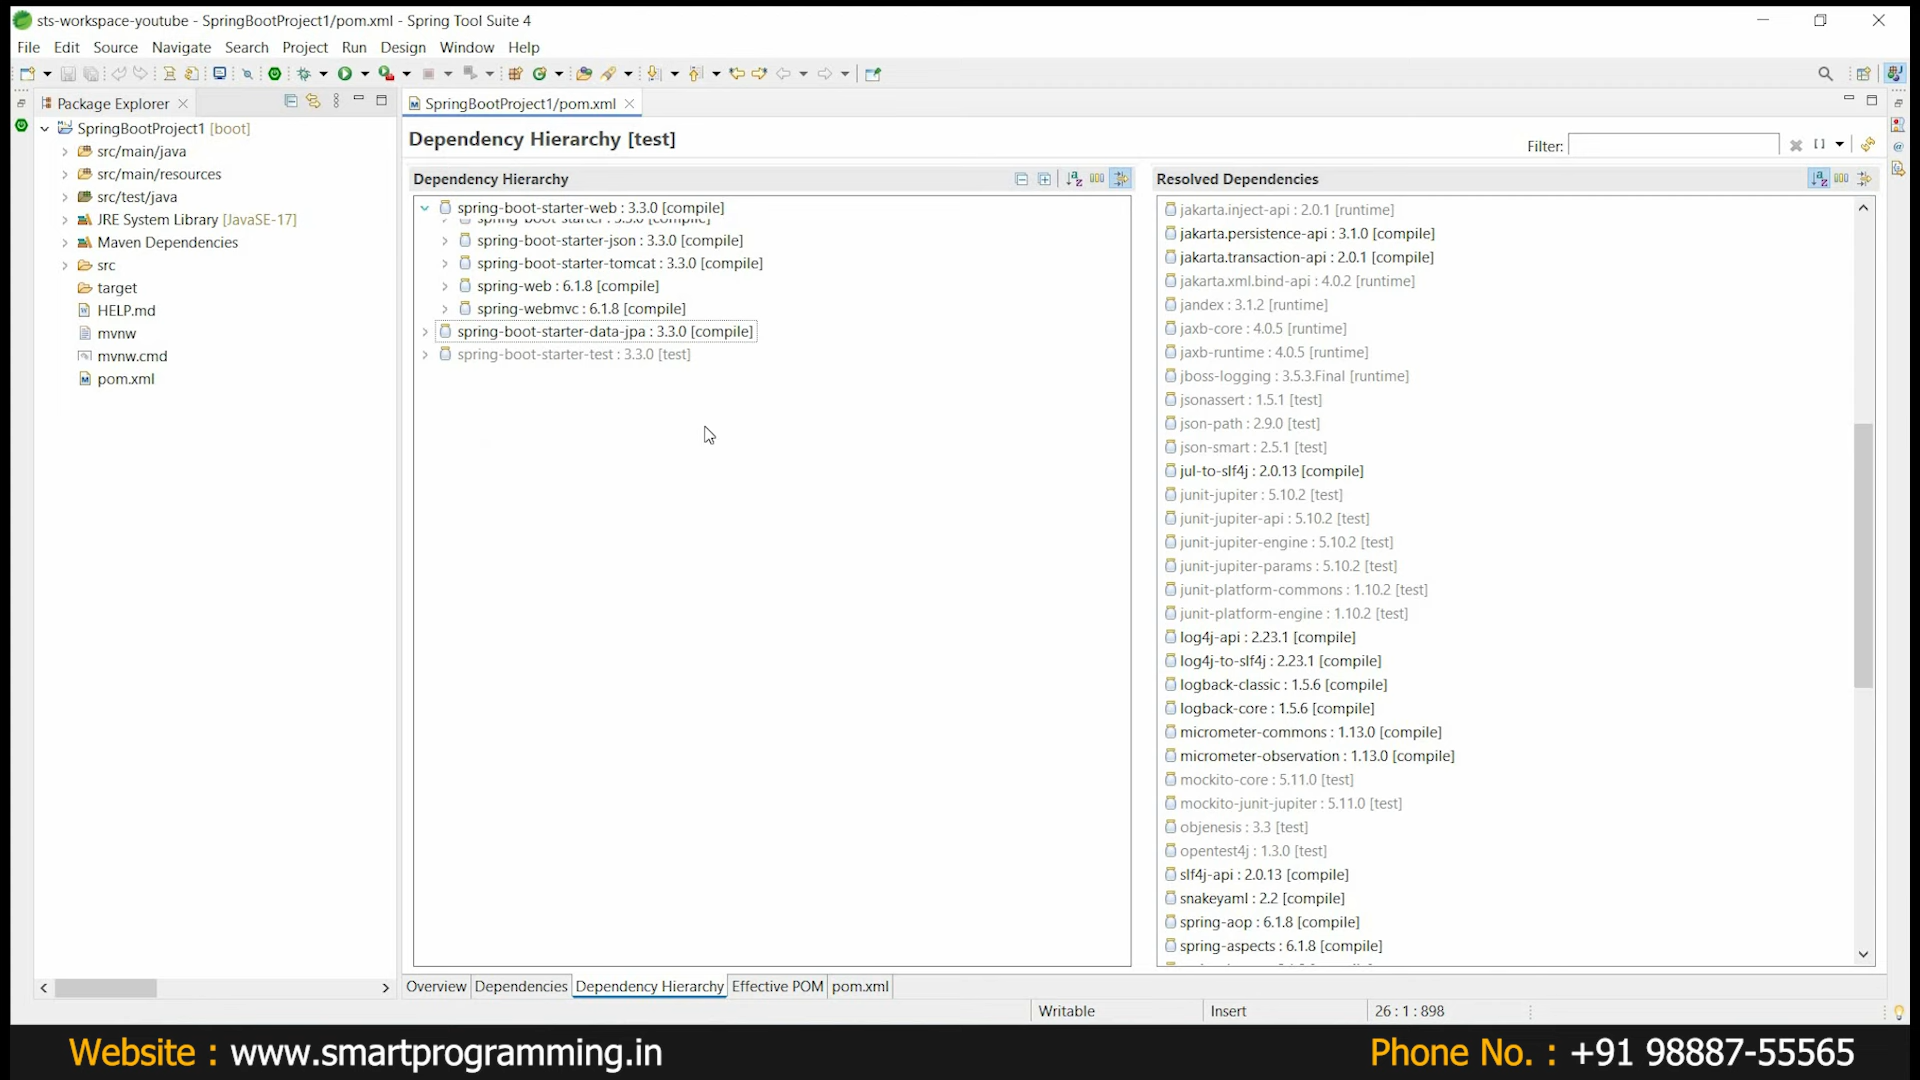 sts-workspace-youtube - SpringBootProject1/pom.xml - Spring Tool Suite 4
File Edit Source Navigate Search Project Run Design Window Help
Package Explorer
SpringBootProject1 [boot]
src/main/java
src/main/resources
src/test/java
JRE System Library [JavaSE-17]
Maven Dependencies
src
target
HELP.md
mvnw
mvnw.cmd
pom.xml
SpringBootProject1/pom.xml
Dependency Hierarchy [test]
Filter:
Dependency Hierarchy
spring-boot-starter-web : 3.3.0 [compile]
spring-boot-starter : 3.3.0 [compile]
spring-boot-starter-json : 3.3.0 [compile]
spring-boot-starter-tomcat : 3.3.0 [compile]
spring-web : 6.1.8 [compile]
spring-webmvc : 6.1.8 [compile]
spring-boot-starter-data-jpa : 3.3.0 [compile]
spring-boot-starter-test : 3.3.0 [test]
Resolved Dependencies
jakarta.inject-api : 2.0.1 [runtime]
jakarta.persistence-api : 3.1.0 [compile]
jakarta.transaction-api : 2.0.1 [compile]
jakarta.xml.bind-api : 4.0.2 [runtime]
jandex : 3.1.2 [runtime]
jaxb-core : 4.0.5 [runtime]
jaxb-runtime : 4.0.5 [runtime]
jboss-logging : 3.5.3.Final [runtime]
jsonassert : 1.5.1 [test]
json-path : 2.9.0 [test]
json-smart : 2.5.1 [test]
jul-to-slf4j : 2.0.13 [compile]
junit-jupiter : 5.10.2 [test]
junit-jupiter-api : 5.10.2 [test]
junit-jupiter-engine : 5.10.2 [test]
junit-jupiter-params : 5.10.2 [test]
junit-platform-commons : 1.10.2 [test]
junit-platform-engine : 1.10.2 [test]
log4j-api : 2.23.1 [compile]
log4j-to-slf4j : 2.23.1 [compile]
logback-classic : 1.5.6 [compile]
logback-core : 1.5.6 [compile]
micrometer-commons : 1.13.0 [compile]
micrometer-observation : 1.13.0 [compile]
mockito-core : 5.11.0 [test]
mockito-junit-jupiter : 5.11.0 [test]
objenesis : 3.3 [test]
opentest4j : 1.3.0 [test]
slf4j-api : 2.0.13 [compile]
snakeyaml : 2.2 [compile]
spring-aop : 6.1.8 [compile]
spring-aspects : 6.1.8 [compile]
Overview Dependencies Dependency Hierarchy Effective POM pom.xml
Writable Insert 26 : 1 : 898
Website : www.smartprogramming.in Phone No. : +91 98887-55565